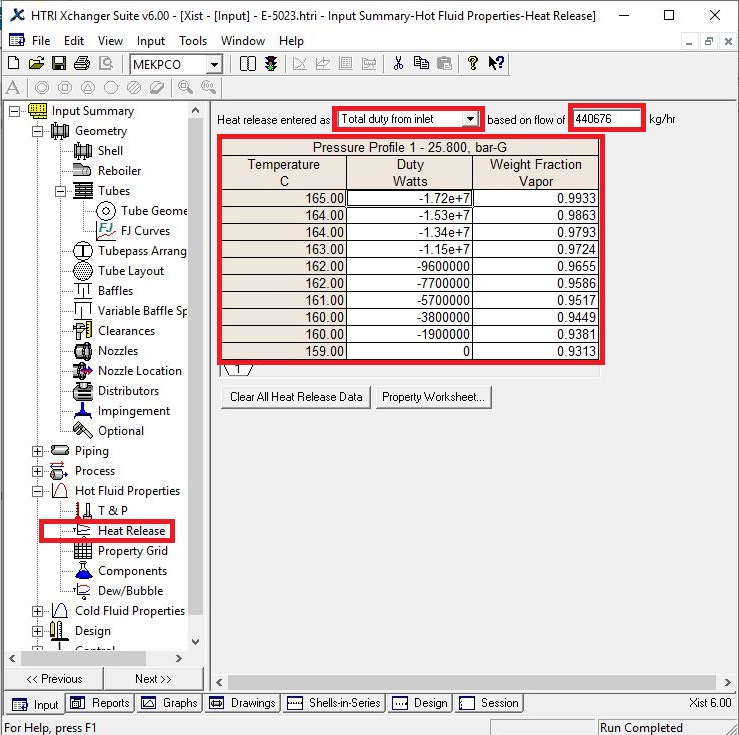 HTRI Xchanger Suite v6.00 - [Xist - [Input] - E-5023.htri - Input Summary-Hot Fluid Properties-Heat Release]
File Edit View Input Tools Window Help
MEKPCO
Input Summary
Geometry
Shell
Reboiler
Tubes
Tube Geome
FJ Curves
Tubepass Arrang
Tube Layout
Baffles
Variable Baffle Sp
Clearances
Nozzles
Nozzle Location
Distributors
Impingement
Optional
Piping
Process
Hot Fluid Properties
T & P
Heat Release
Property Grid
Components
Dew/Bubble
Cold Fluid Properties
Design
Control
<< Previous Next >>
Heat release entered as Total duty from inlet based on flow of 440676 kg/hr
Pressure Profile 1 - 25.800, bar-G
Temperature Duty Weight Fraction
C Watts Vapor
165.00 -1.72e+7 0.9933
164.00 -1.53e+7 0.9863
164.00 -1.34e+7 0.9793
163.00 -1.15e+7 0.9724
162.00 -9600000 0.9655
162.00 -7700000 0.9586
161.00 -5700000 0.9517
160.00 -3800000 0.9449
160.00 -1900000 0.9381
159.00 0 0.9313
1
Clear All Heat Release Data Property Worksheet...
Input Reports Graphs Drawings Shells-in-Series Design Session Xist 6.00
For Help, press F1 Run Completed